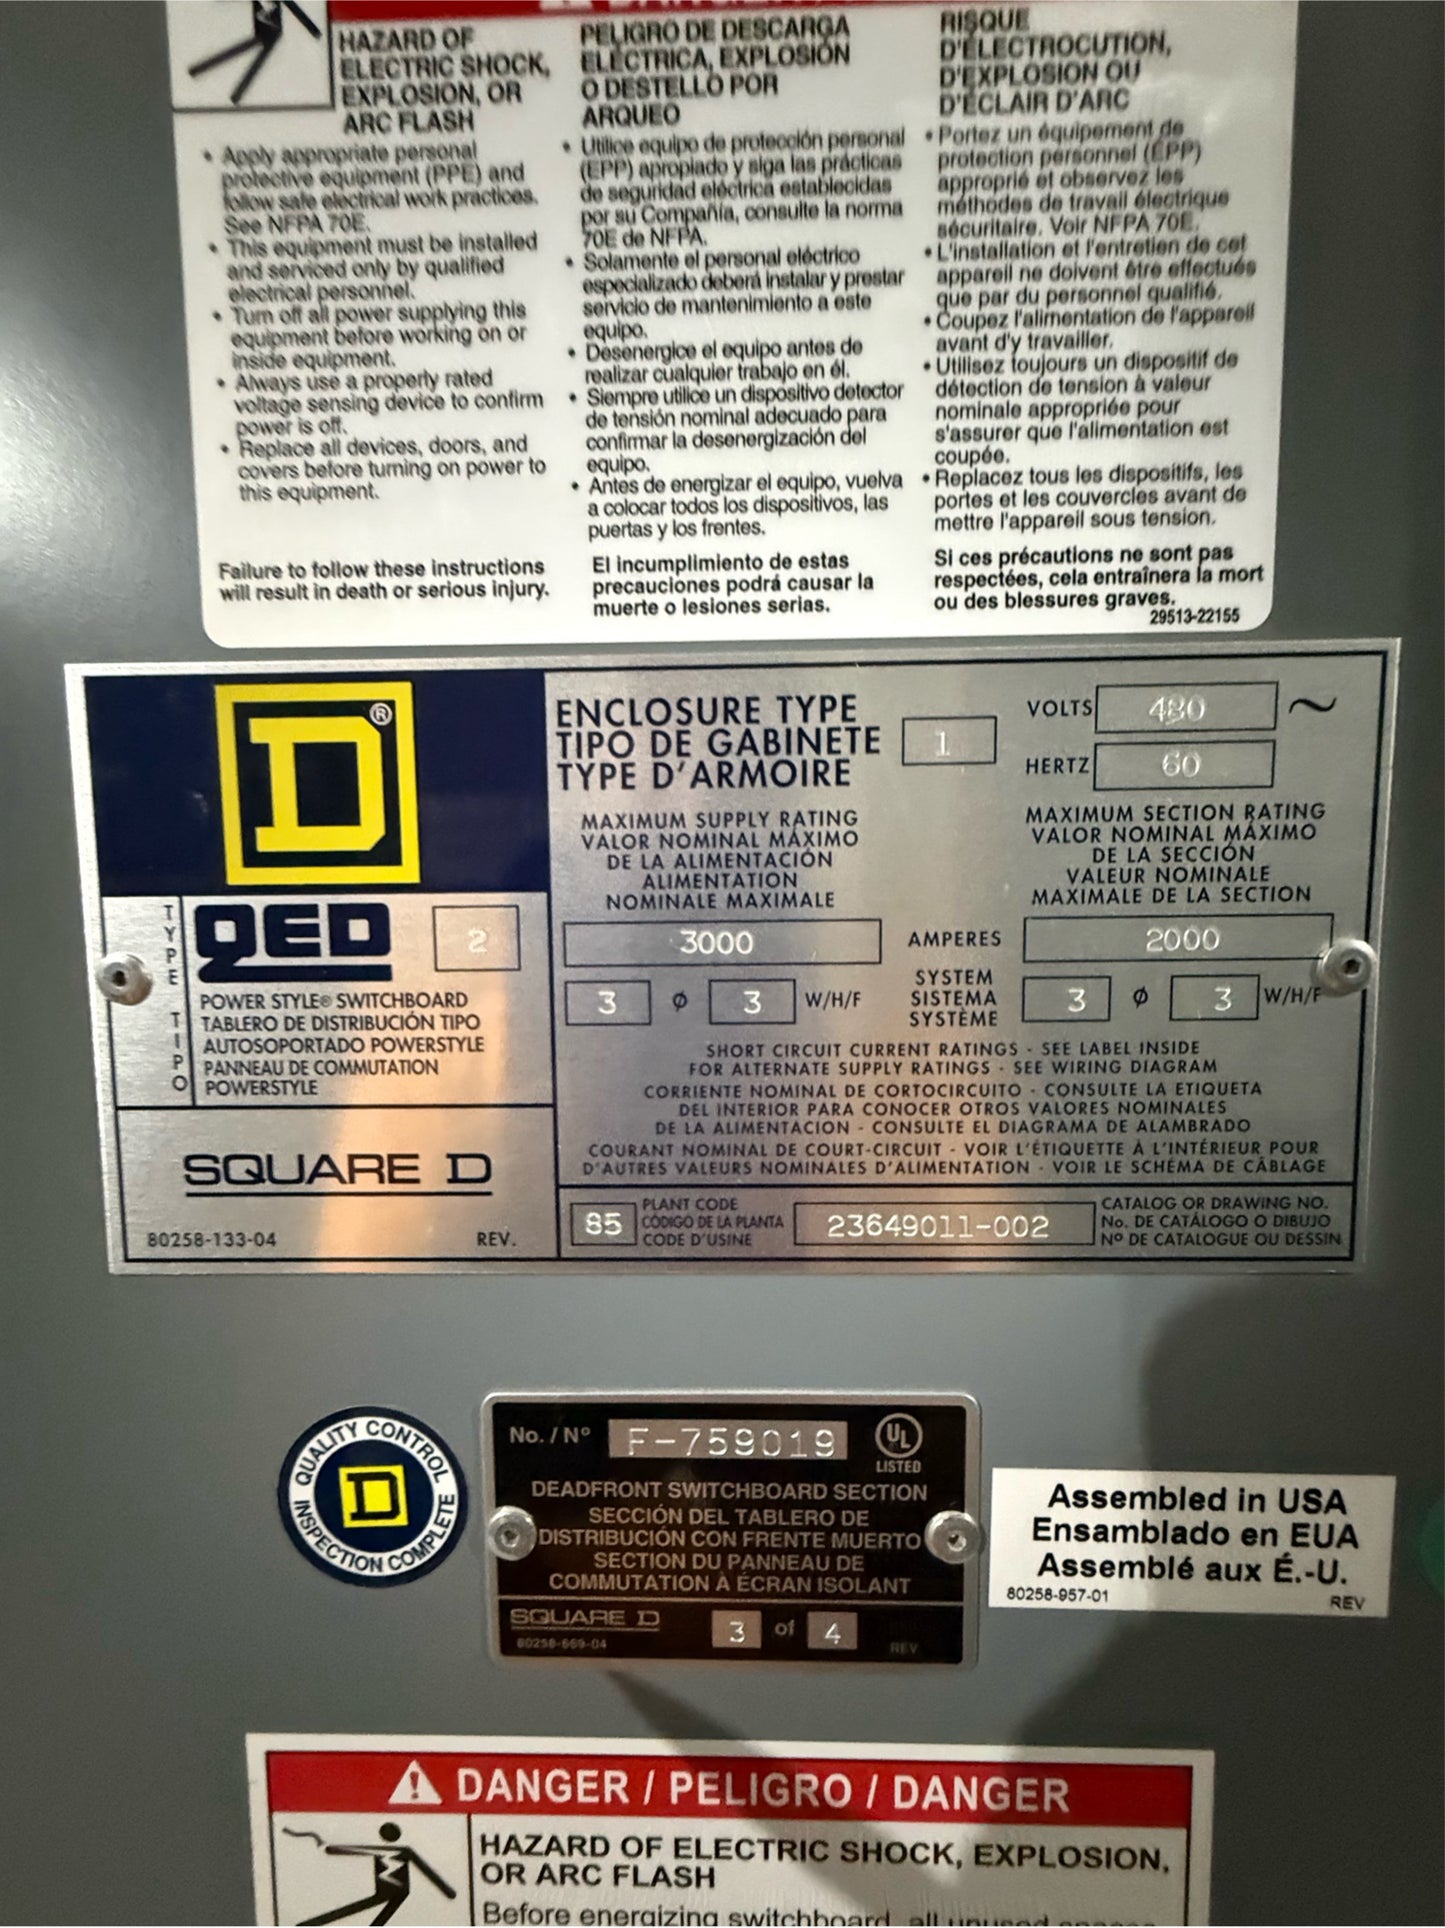 HAZARD OF
ELECTRIC SHOCK,
EXPLOSION, OR
ARC FLASH
• Apply appropriate personal
protective equipment (PPE) and
follow safe electrical work practices.
See NFPA 70E.
• This equipment must be installed
and serviced only by qualified
electrical personnel.
• Turn off all power supplying this
equipment before working on or
inside equipment.
• Always use a properly rated
voltage sensing device to confirm
power is off.
• Replace all devices, doors, and
covers before turning on power to
this equipment.
Failure to follow these instructions
will result in death or serious injury.
PELIGRO DE DESCARGA
ELÉCTRICA, EXPLOSIÓN
O DESTELLO POR
ARQUEO
• Utilice equipo de protección personal
(EPP) apropiado y siga las prácticas
de seguridad eléctrica establecidas
por su Compañía, consulte la norma
70E de NFPA.
• Solamente el personal eléctrico
especializado deberá instalar y prestar
servicio de mantenimiento a este
equipo.
• Desenergice el equipo antes de
realizar cualquier trabajo en él.
• Siempre utilice un dispositivo detector
de tensión nominal adecuado para
confirmar la desenergización del
equipo.
• Antes de energizar el equipo, vuelva
a colocar todos los dispositivos, las
puertas y los frentes.
El incumplimiento de estas
precauciones podrá causar la
muerte o lesiones serias.
RISQUE
D'ÉLECTROCUTION,
D'EXPLOSION OU
D'ÉCLAIR D'ARC
• Portez un équipement de
protection personnel (ÉPP)
approprié et observez les
méthodes de travail électrique
sécuritaire. Voir NFPA 70E.
• L'installation et l'entretien de cet
appareil ne doivent être effectués
que par du personnel qualifié.
• Coupez l'alimentation de l'appareil
avant d'y travailler.
• Utilisez toujours un dispositif de
détection de tension à valeur
nominale appropriée pour
s'assurer que l'alimentation est
coupée.
• Replacez tous les dispositifs, les
portes et les couvercles avant de
mettre l'appareil sous tension.
Si ces précautions ne sont pas
respectées, cela entraînera la mort
ou des blessures graves.
29513-22155
D ®
TYPE TIPO
QED 2
POWER STYLE® SWITCHBOARD
TABLERO DE DISTRIBUCIÓN TIPO
AUTOSOPORTADO POWERSTYLE
PANNEAU DE COMMUTATION
POWERSTYLE
SQUARE D
80258-133-04 REV.
ENCLOSURE TYPE
TIPO DE GABINETE
TYPE D'ARMOIRE
1
VOLTS 480 ~
HERTZ 60
MAXIMUM SUPPLY RATING
VALOR NOMINAL MÁXIMO
DE LA ALIMENTACIÓN
ALIMENTATION
NOMINALE MAXIMALE
MAXIMUM SECTION RATING
VALOR NOMINAL MÁXIMO
DE LA SECCIÓN
VALEUR NOMINALE
MAXIMALE DE LA SECTION
3000 AMPERES 2000
3 Ø 3 W/H/F
SYSTEM
SISTEMA
SYSTÈME
3 Ø 3 W/H/F
SHORT CIRCUIT CURRENT RATINGS - SEE LABEL INSIDE
FOR ALTERNATE SUPPLY RATINGS - SEE WIRING DIAGRAM
CORRIENTE NOMINAL DE CORTOCIRCUITO - CONSULTE LA ETIQUETA
DEL INTERIOR PARA CONOCER OTROS VALORES NOMINALES
DE LA ALIMENTACION - CONSULTE EL DIAGRAMA DE ALAMBRADO
COURANT NOMINAL DE COURT-CIRCUIT - VOIR L'ÉTIQUETTE À L'INTÉRIEUR POUR
D'AUTRES VALEURS NOMINALES D'ALIMENTATION - VOIR LE SCHÉMA DE CÂBLAGE
85
PLANT CODE
CÓDIGO DE LA PLANTA
CODE D'USINE
23649011-002
CATALOG OR DRAWING NO.
No. DE CATÁLOGO O DIBUJO
Nº DE CATALOGUE OU DESSIN
QUALITY CONTROL
D
INSPECTION COMPLETE
No. / Nº F-759019
UL
LISTED
DEADFRONT SWITCHBOARD SECTION
SECCIÓN DEL TABLERO DE
DISTRIBUCIÓN CON FRENTE MUERTO
SECTION DU PANNEAU DE
COMMUTATION À ÉCRAN ISOLANT
SQUARE D 3 of 4
80258-669-04 REV
Assembled in USA
Ensamblado en EUA
Assemblé aux É.-U.
80258-957-01 REV
DANGER / PELIGRO / DANGER
HAZARD OF ELECTRIC SHOCK, EXPLOSION,
OR ARC FLASH
Before energizing switchboard, all unused spaces